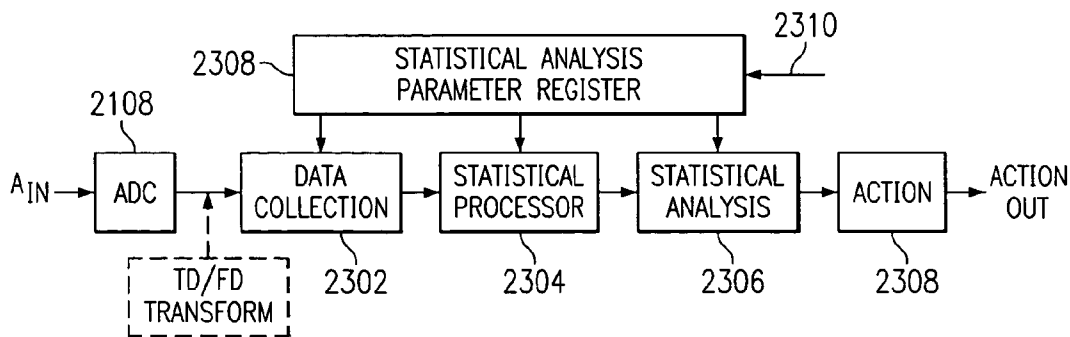 2310
2308
STATISTICAL ANALYSIS
PARAMETER REGISTER
2108
A_IN
ADC
DATA
COLLECTION
STATISTICAL
PROCESSOR
STATISTICAL
ANALYSIS
ACTION
ACTION
OUT
TD/FD
TRANSFORM
2302
2304
2306
2308